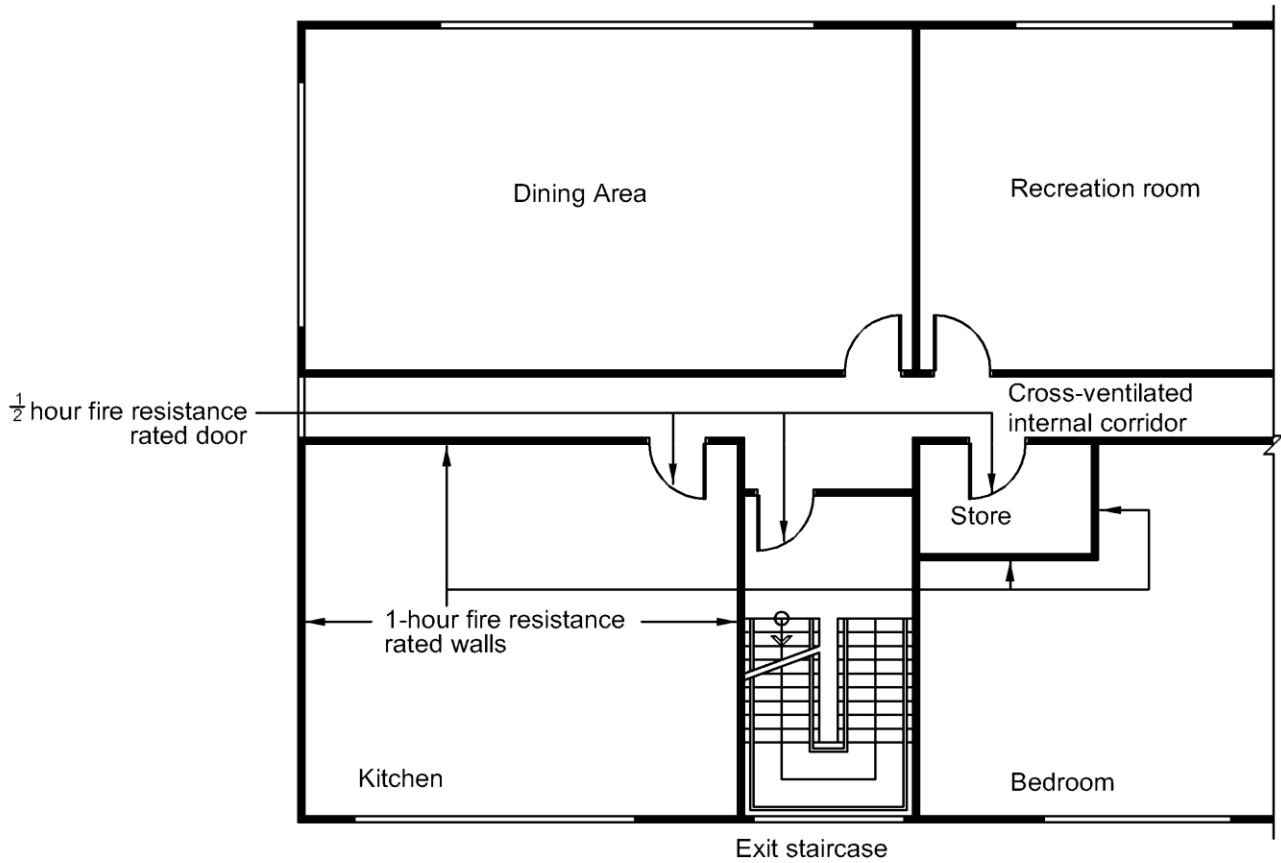 Dining Area
Recreation room
½ hour fire resistance
rated door
Cross-ventilated
internal corridor
Store
1-hour fire resistance
rated walls
Kitchen
Bedroom
Exit staircase